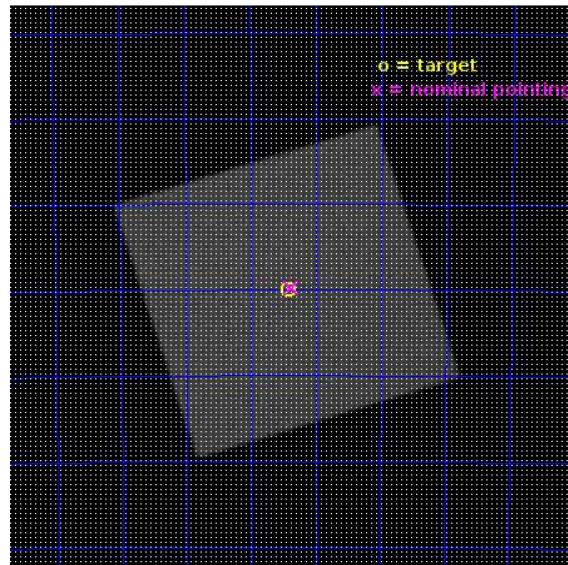 o = target
x = nominal pointing